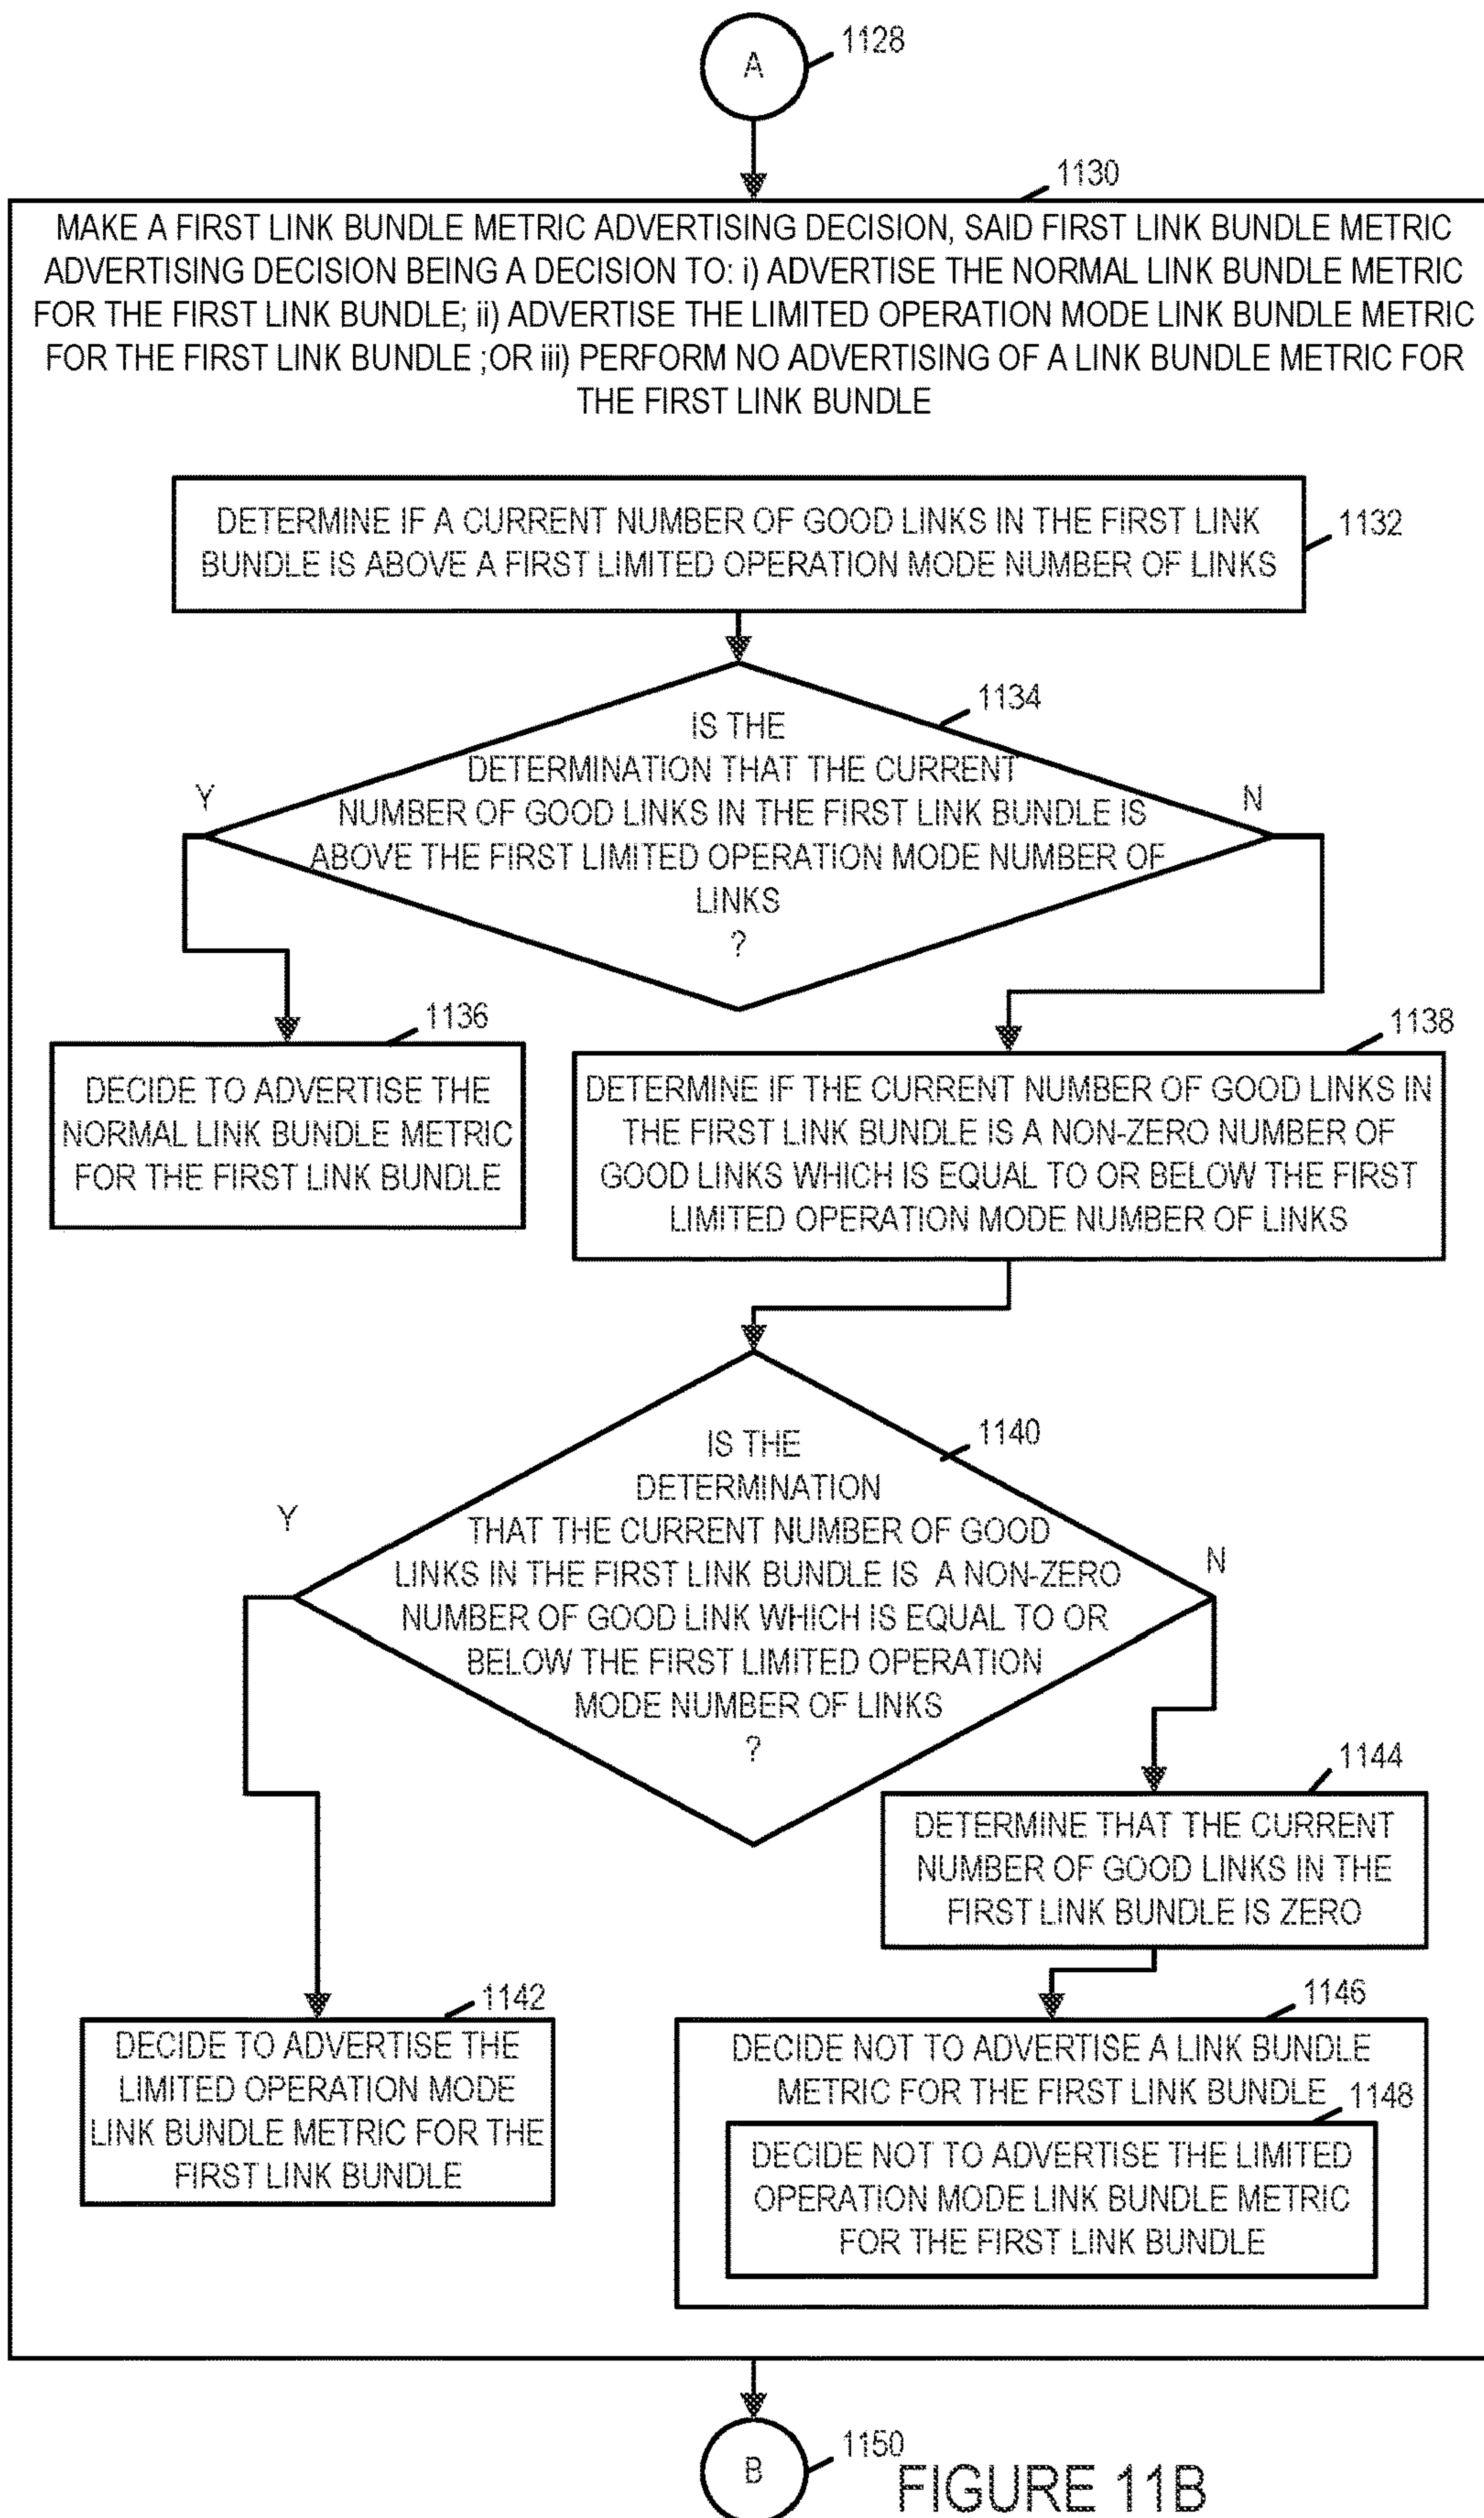 A
1128
1130
MAKE A FIRST LINK BUNDLE METRIC ADVERTISING DECISION, SAID FIRST LINK BUNDLE METRIC
ADVERTISING DECISION BEING A DECISION TO: i) ADVERTISE THE NORMAL LINK BUNDLE METRIC
FOR THE FIRST LINK BUNDLE; ii) ADVERTISE THE LIMITED OPERATION MODE LINK BUNDLE METRIC
FOR THE FIRST LINK BUNDLE ;OR iii) PERFORM NO ADVERTISING OF A LINK BUNDLE METRIC FOR
THE FIRST LINK BUNDLE
DETERMINE IF A CURRENT NUMBER OF GOOD LINKS IN THE FIRST LINK
BUNDLE IS ABOVE A FIRST LIMITED OPERATION MODE NUMBER OF LINKS
1132
1134
IS THE
DETERMINATION THAT THE CURRENT
NUMBER OF GOOD LINKS IN THE FIRST LINK BUNDLE IS
ABOVE THE FIRST LIMITED OPERATION MODE NUMBER OF
LINKS
?
Y
N
1136
DECIDE TO ADVERTISE THE
NORMAL LINK BUNDLE METRIC
FOR THE FIRST LINK BUNDLE
1138
DETERMINE IF THE CURRENT NUMBER OF GOOD LINKS IN
THE FIRST LINK BUNDLE IS A NON-ZERO NUMBER OF
GOOD LINKS WHICH IS EQUAL TO OR BELOW THE FIRST
LIMITED OPERATION MODE NUMBER OF LINKS
1140
IS THE
DETERMINATION
THAT THE CURRENT NUMBER OF GOOD
LINKS IN THE FIRST LINK BUNDLE IS A NON-ZERO
NUMBER OF GOOD LINK WHICH IS EQUAL TO OR
BELOW THE FIRST LIMITED OPERATION
MODE NUMBER OF LINKS
?
Y
N
1144
DETERMINE THAT THE CURRENT
NUMBER OF GOOD LINKS IN THE
FIRST LINK BUNDLE IS ZERO
1142
DECIDE TO ADVERTISE THE
LIMITED OPERATION MODE
LINK BUNDLE METRIC FOR THE
FIRST LINK BUNDLE
1146
DECIDE NOT TO ADVERTISE A LINK BUNDLE
METRIC FOR THE FIRST LINK BUNDLE
1148
DECIDE NOT TO ADVERTISE THE LIMITED
OPERATION MODE LINK BUNDLE METRIC
FOR THE FIRST LINK BUNDLE
B
1150
FIGURE 11B